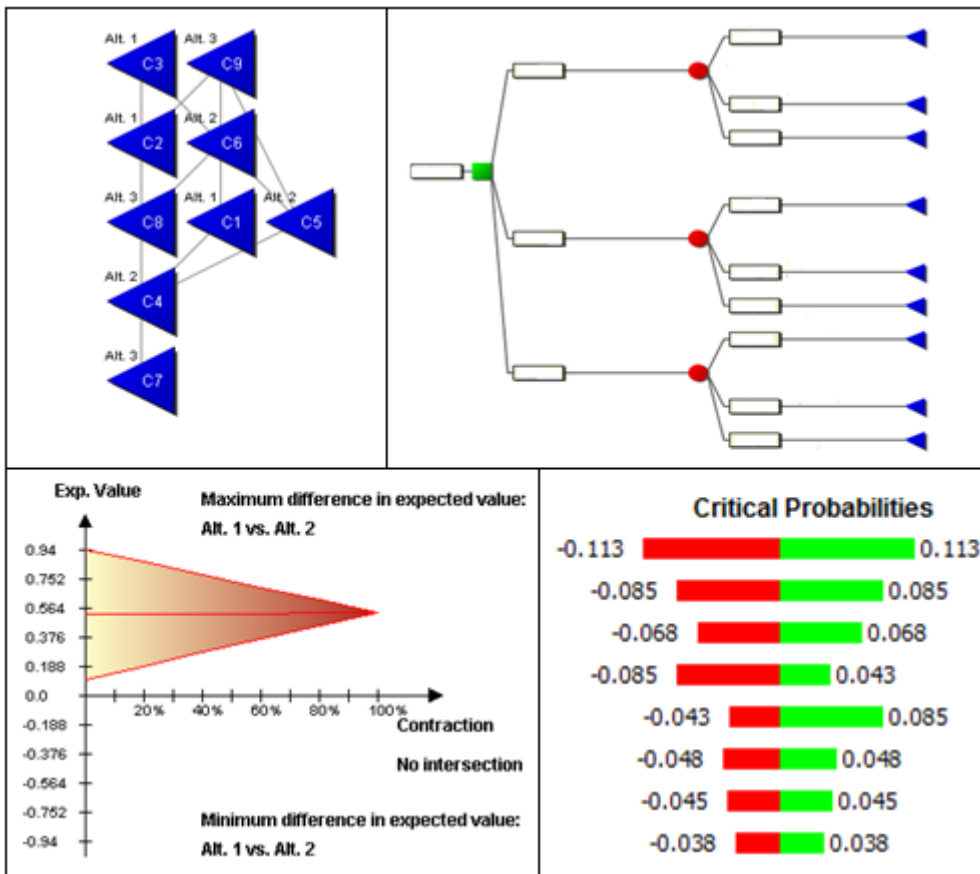 Alt. 1
Alt. 3
C3
C9
Alt. 1
Alt. 2
C2
C6
Alt. 3
Alt. 1
Alt. 2
C8
C1
C5
Alt. 2
C4
Alt. 3
C7
Exp. Value
Maximum difference in expected value:
Alt. 1 vs. Alt. 2
0.94
0.752
0.564
0.376
0.188
0.0
20% 40% 60% 80% 100%
-0.188
Contraction
-0.376
No intersection
-0.564
-0.752
Minimum difference in expected value:
-0.94
Alt. 1 vs. Alt. 2
Critical Probabilities
-0.113 0.113
-0.085 0.085
-0.068 0.068
-0.085 0.043
-0.043 0.085
-0.048 0.048
-0.045 0.045
-0.038 0.038